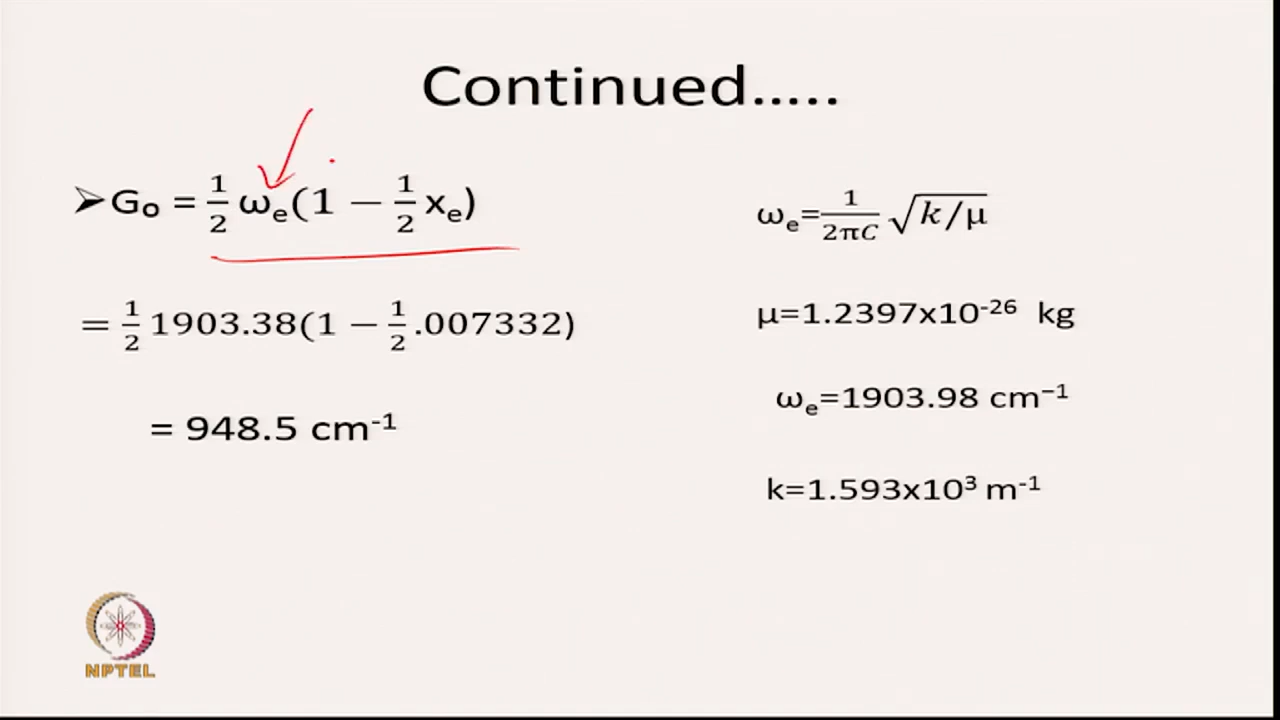 Continued.....
➢G₀ = 1/2 ωₑ(1 − 1/2 xₑ)
= 1/2 1903.38(1 − 1/2 .007332)
= 948.5 cm⁻¹
ωₑ=1/2πC √k/μ
μ=1.2397x10⁻²⁶ kg
ωₑ=1903.98 cm⁻¹
k=1.593x10³ m⁻¹
NPTEL